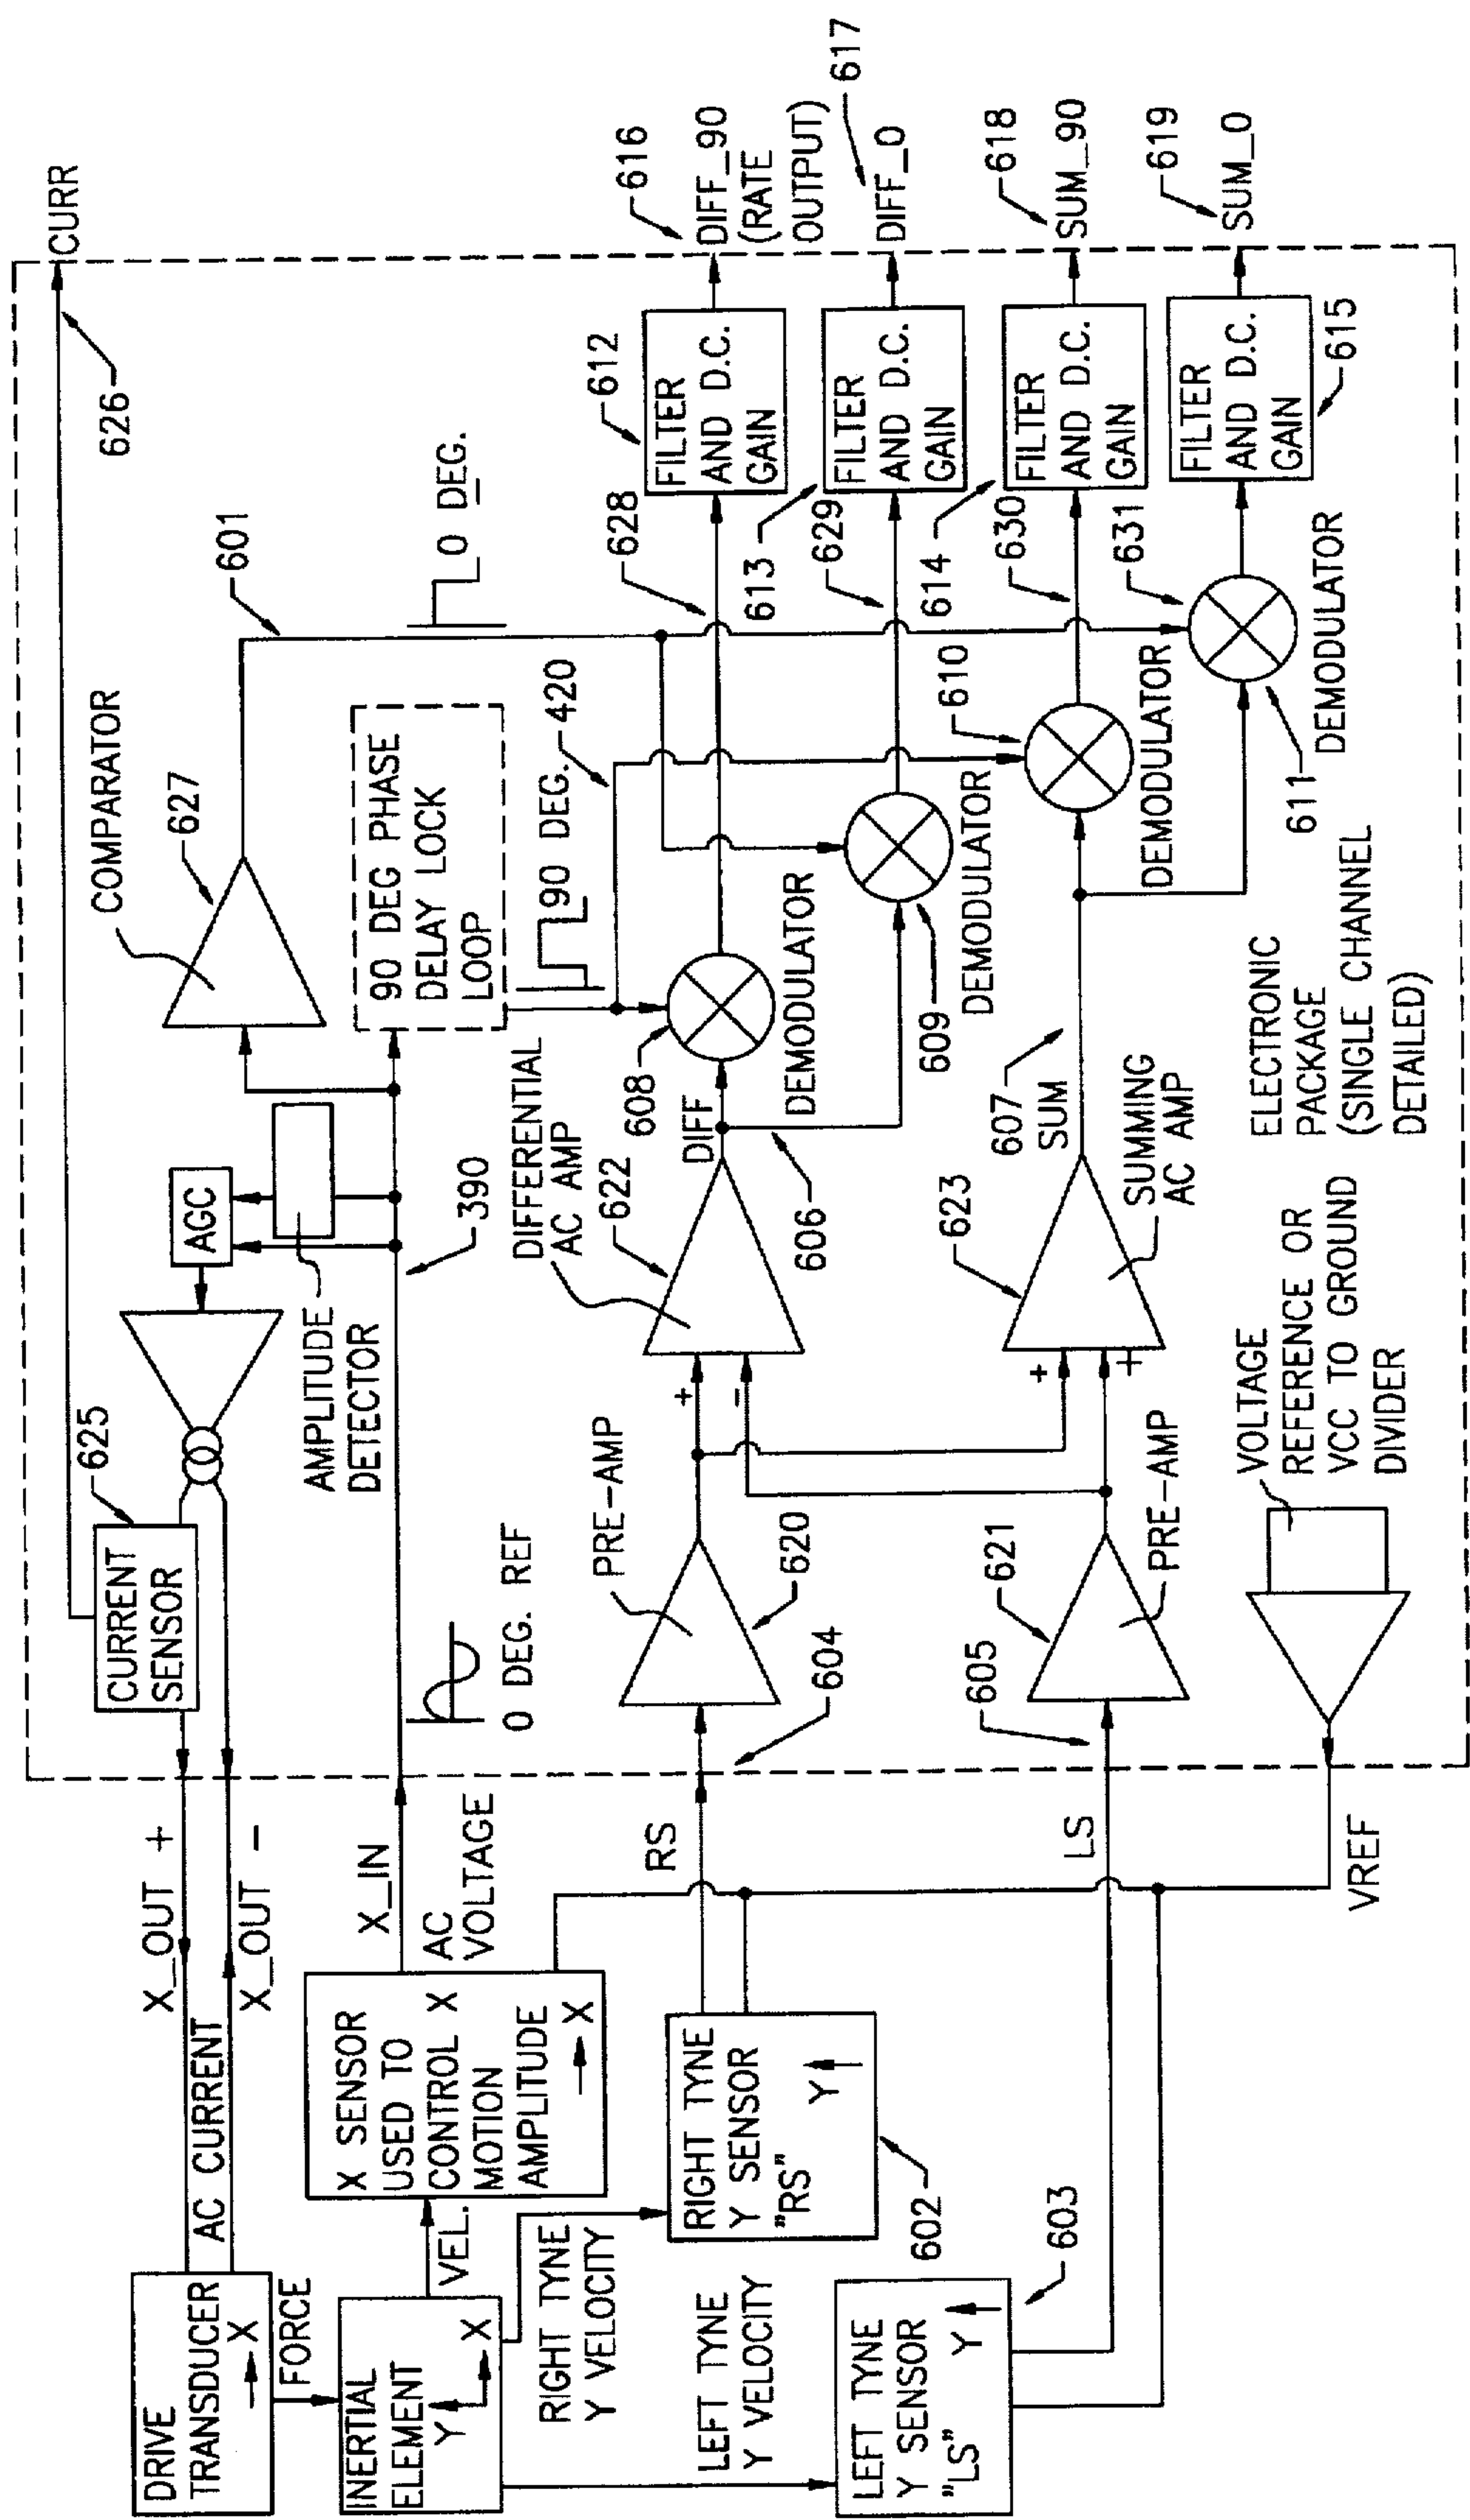 DRIVE
TRANSDUCER
X
X_OUT +
AC CURRENT
X_OUT −
FORCE
CURRENT
SENSOR
625
626
CURR
AGC
AMPLITUDE
DETECTOR
COMPARATOR
627
601
0 DEG.
INERTIAL
ELEMENT
Y
X
VEL.
X SENSOR
USED TO
CONTROL X
MOTION
AMPLITUDE
X
X_IN
AC
VOLTAGE
0 DEG. REF
390
90 DEG PHASE
DELAY LOCK
LOOP
90 DEG.
420
RIGHT TYNE
Y VELOCITY
RIGHT TYNE
Y SENSOR
"RS"
Y
602
RS
604
PRE-AMP
620
+
-
DIFFERENTIAL
AC AMP
622
DIFF
606
608
DEMODULATOR
609
DEMODULATOR
628
612
FILTER
AND D.C.
GAIN
616
DIFF_90
(RATE
OUTPUT)
629
613
FILTER
AND D.C.
GAIN
617
DIFF_0
LEFT TYNE
Y VELOCITY
LEFT TYNE
Y SENSOR
"LS"
Y
603
LS
605
621
PRE-AMP
+
+
623
SUMMING
AC AMP
607
SUM
610
DEMODULATOR
630
614
FILTER
AND D.C.
GAIN
618
SUM_90
611
DEMODULATOR
631
FILTER
AND D.C.
GAIN
615
619
SUM_0
VREF
VOLTAGE
REFERENCE OR
VCC TO GROUND
DIVIDER
ELECTRONIC
PACKAGE
(SINGLE CHANNEL
DETAILED)